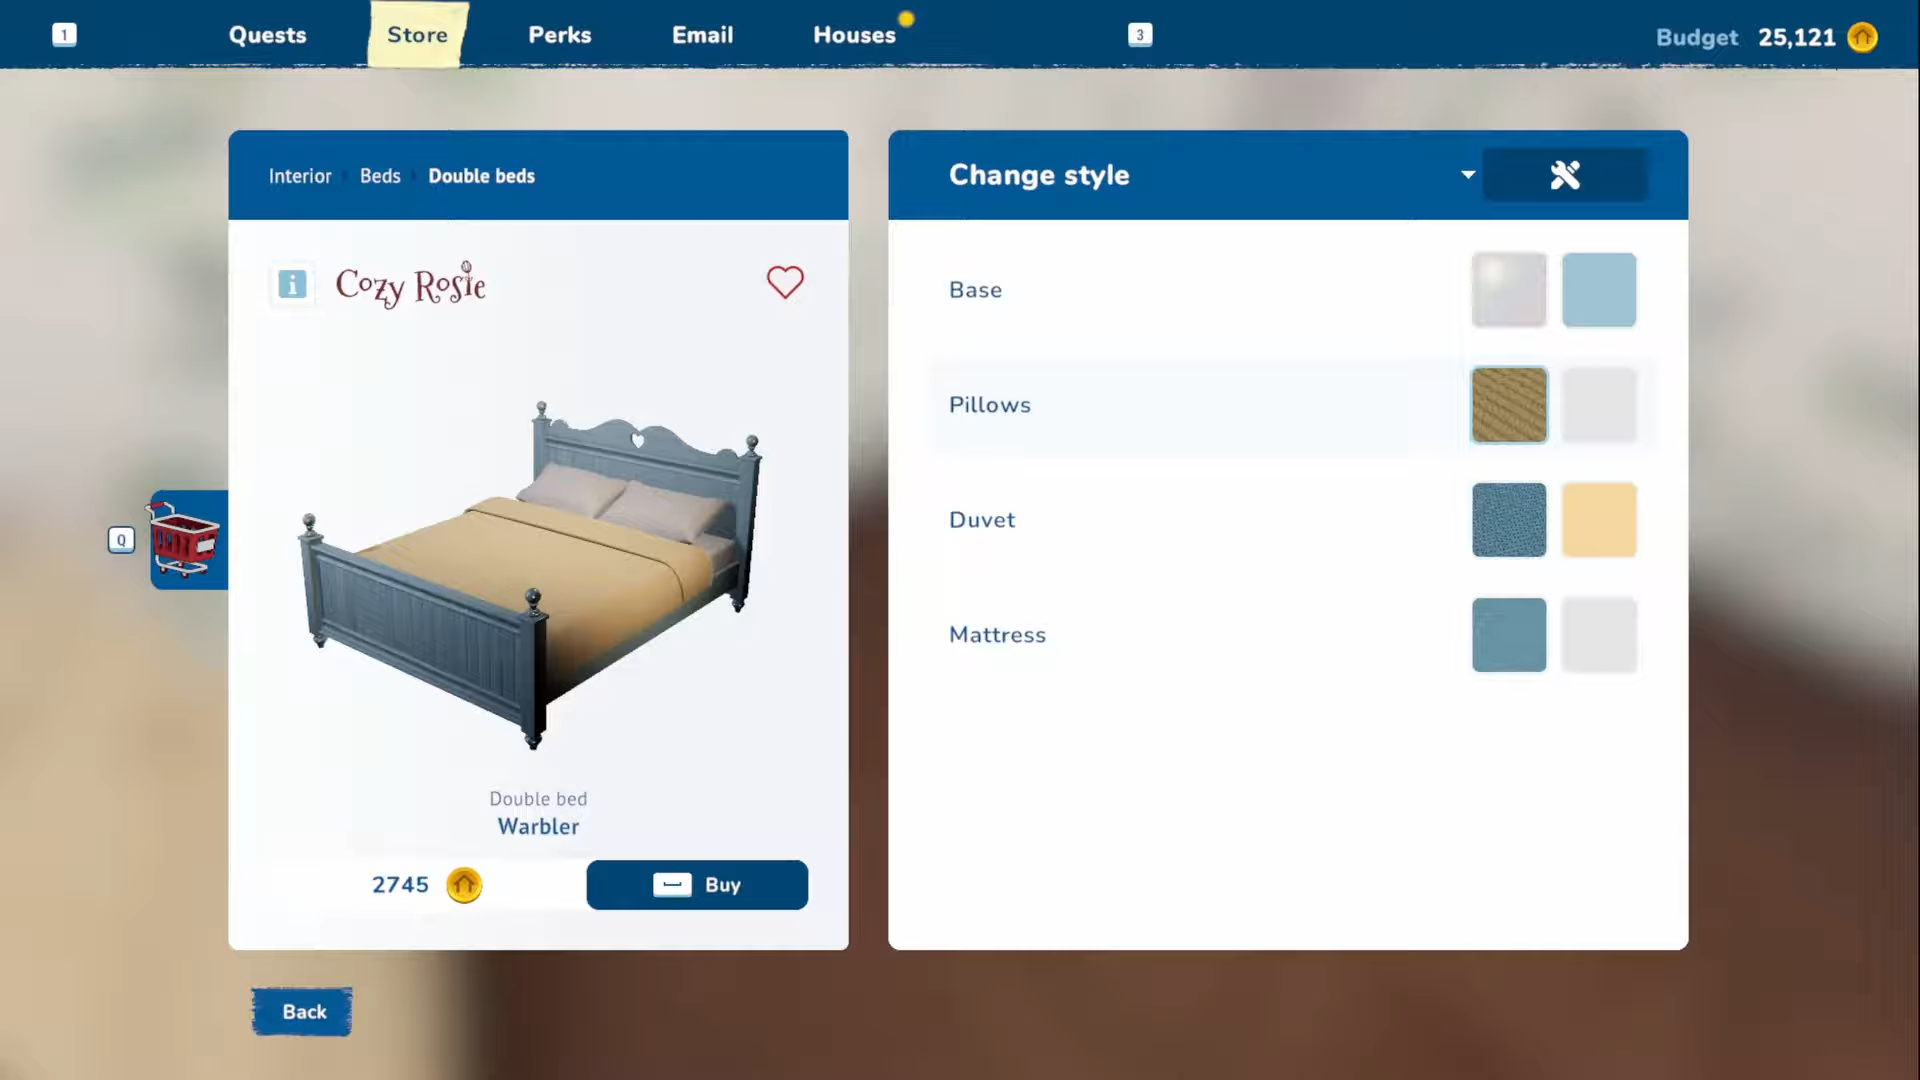 1
Quests
Store
Perks
Email
Houses
3
Budget 25,121
Interior Beds Double beds
Change style
i
Cozy Rosie
Base
Pillows
Duvet
Mattress
Q
Double bed
Warbler
2745
Buy
Back